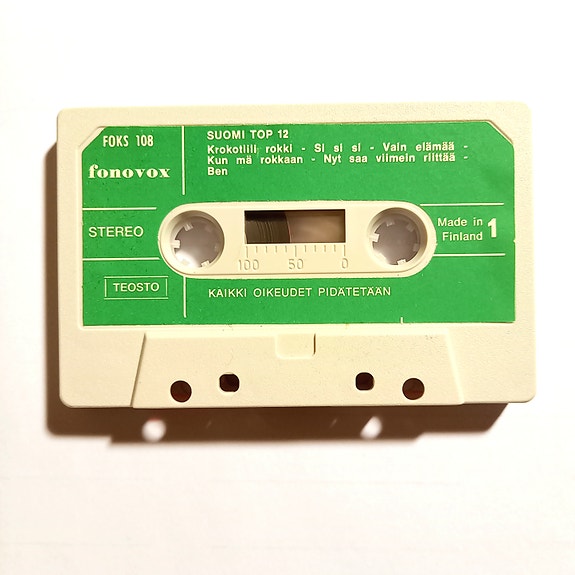 FOKS 108
fonovox
SUOMI TOP 12
Krokotiili rokki - Si si si - Vain elämää -
Kun mä rokkaan - Nyt saa viimein riittää -
Ben
STEREO
Made in
Finland 1
100 50 0
TEOSTO
KAIKKI OIKEUDET PIDÄTETÄÄN